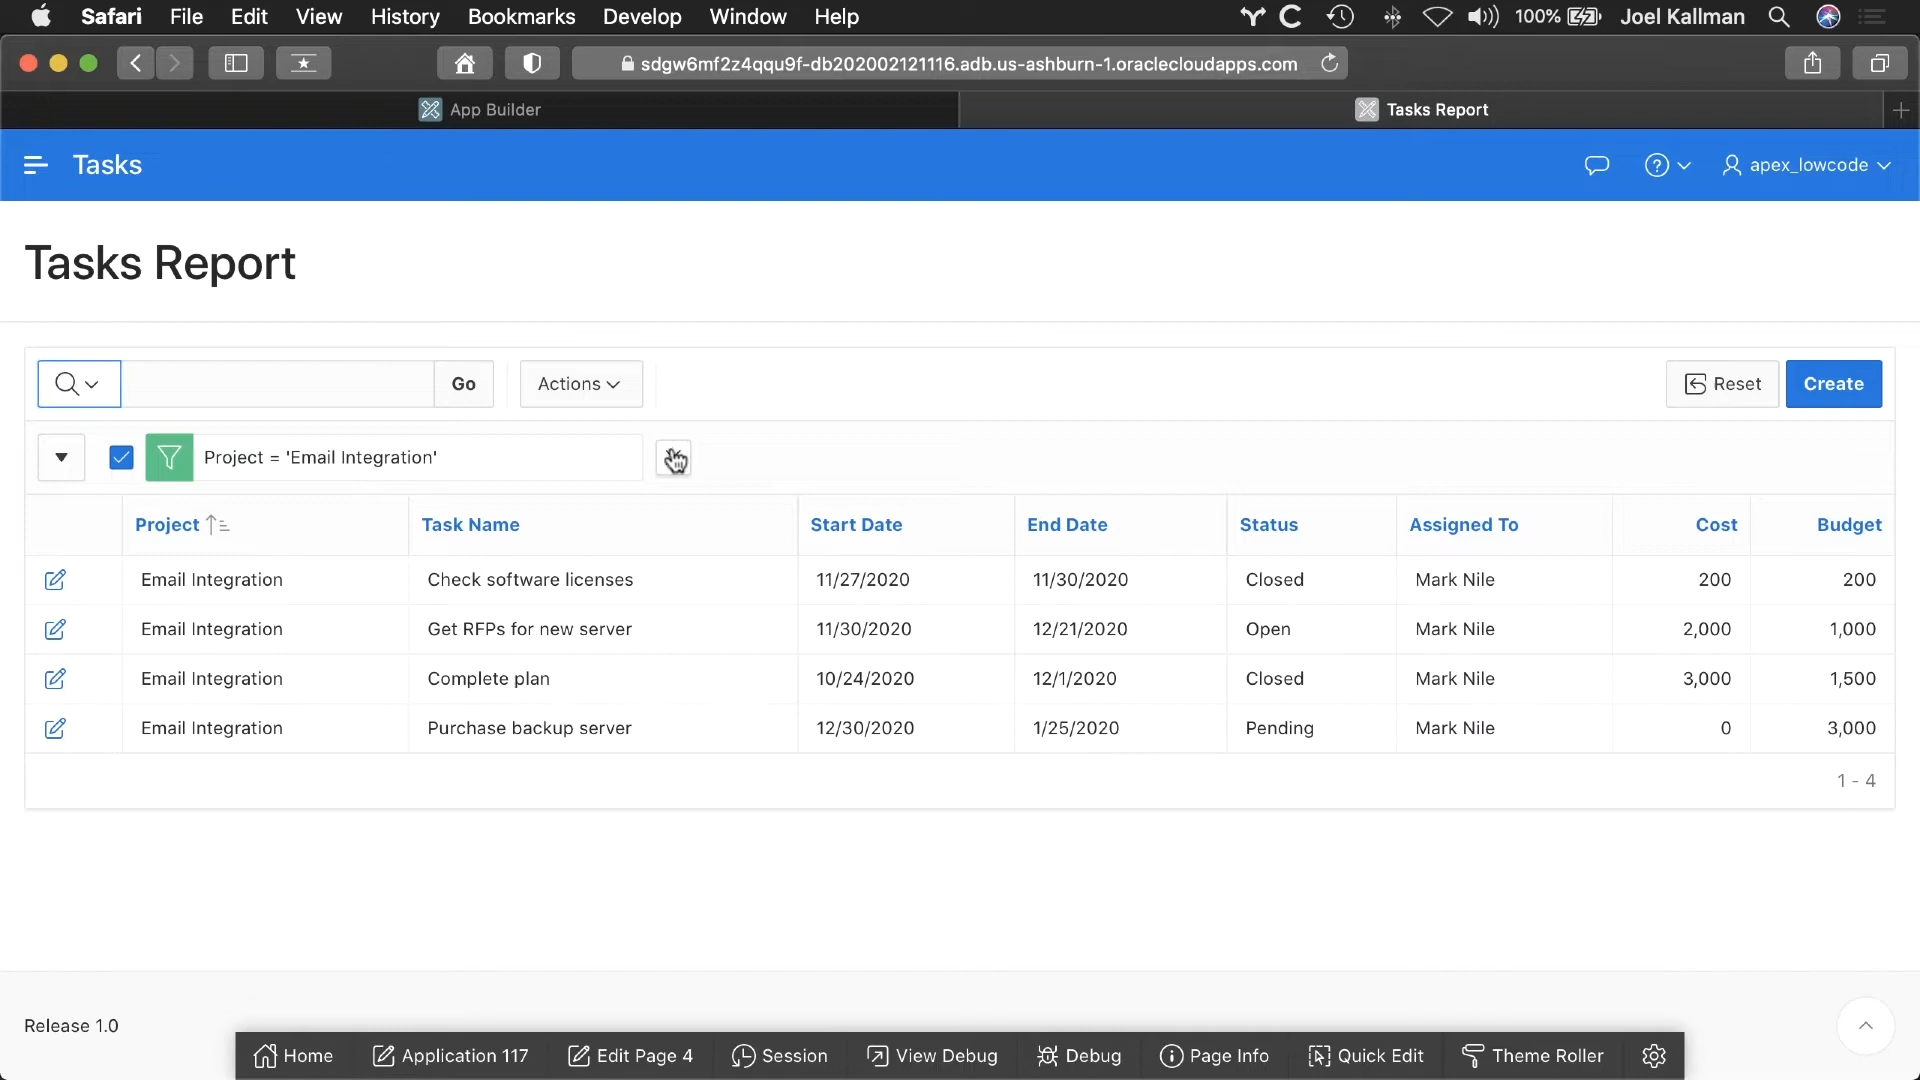 Safari File Edit View History Bookmarks Develop Window Help 100% Joel Kallman
sdgw6mf2z4qqu9f-db202002121116.adb.us-ashburn-1.oraclecloudapps.com
App Builder Tasks Report
Tasks apex_lowcode
Tasks Report
Go Actions Reset Create
Project = 'Email Integration'
Project Task Name Start Date End Date Status Assigned To Cost Budget
Email Integration Check software licenses 11/27/2020 11/30/2020 Closed Mark Nile 200 200
Email Integration Get RFPs for new server 11/30/2020 12/21/2020 Open Mark Nile 2,000 1,000
Email Integration Complete plan 10/24/2020 12/1/2020 Closed Mark Nile 3,000 1,500
Email Integration Purchase backup server 12/30/2020 1/25/2020 Pending Mark Nile 0 3,000
1 - 4
Release 1.0
Home Application 117 Edit Page 4 Session View Debug Debug Page Info Quick Edit Theme Roller